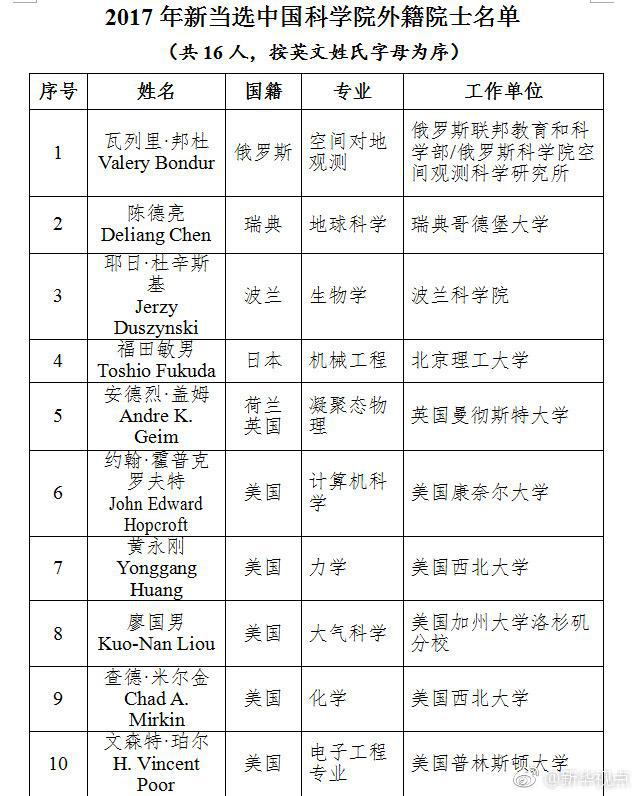 2017 年新当选中国科学院外籍院士名单
（共 16 人，按英文姓氏字母为序）
序号 姓名 国籍 专业 工作单位
1 瓦列里·邦杜 Valery Bondur 俄罗斯 空间对地观测 俄罗斯联邦教育和科学部/俄罗斯科学院空间观测科学研究所
2 陈德亮 Deliang Chen 瑞典 地球科学 瑞典哥德堡大学
3 耶日·杜辛斯基 Jerzy Duszynski 波兰 生物学 波兰科学院
4 福田敏男 Toshio Fukuda 日本 机械工程 北京理工大学
5 安德烈·盖姆 Andre K. Geim 荷兰 英国 凝聚态物理 英国曼彻斯特大学
6 约翰·霍普克罗夫特 John Edward Hopcroft 美国 计算机科学 美国康奈尔大学
7 黄永刚 Yonggang Huang 美国 力学 美国西北大学
8 廖国男 Kuo-Nan Liou 美国 大气科学 美国加州大学洛杉矶分校
9 查德·米尔金 Chad A. Mirkin 美国 化学 美国西北大学
10 文森特·珀尔 H. Vincent Poor 美国 电子工程专业 美国普林斯顿大学
@新华视点